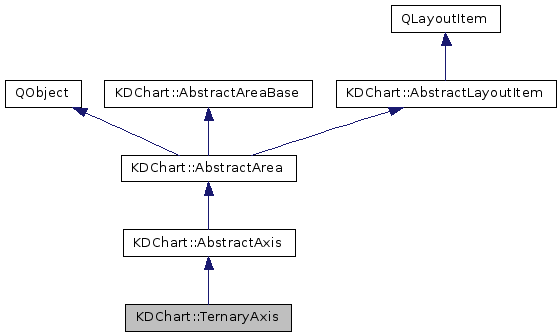 QLayoutItem
QObject
KDChart::AbstractAreaBase
KDChart::AbstractLayoutItem
KDChart::AbstractArea
KDChart::AbstractAxis
KDChart::TernaryAxis